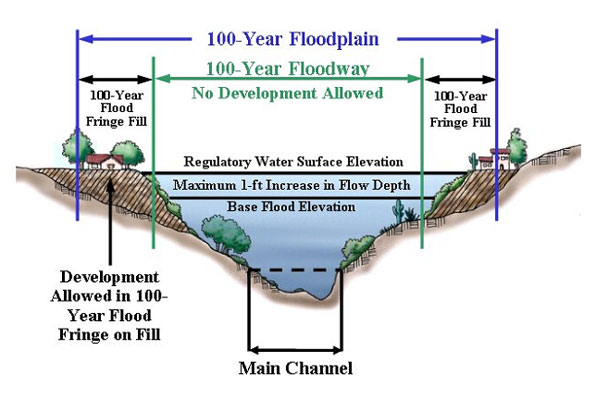 100-Year Floodplain
100-Year Floodway
No Development Allowed
100-Year
Flood
Fringe Fill
100-Year
Flood
Fringe Fill
Regulatory Water Surface Elevation
Maximum 1-ft Increase in Flow Depth
Base Flood Elevation
Development
Allowed in 100-
Year Flood
Fringe on Fill
Main Channel